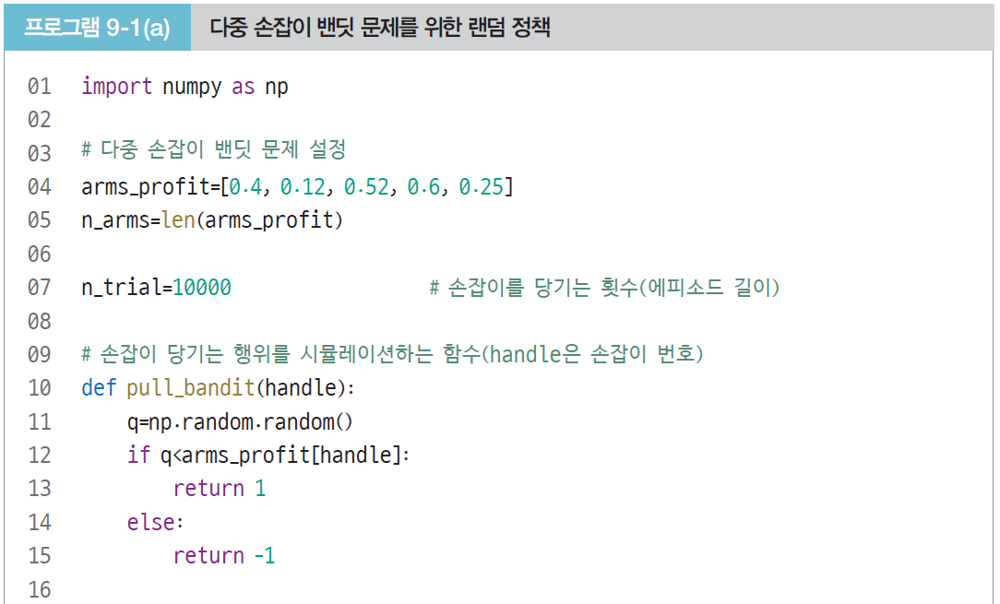 프로그램 9-1(a) 다중 손잡이 밴딧 문제를 위한 랜덤 정책
01 import numpy as np
02
03 # 다중 손잡이 밴딧 문제 설정
04 arms_profit=[0.4, 0.12, 0.52, 0.6, 0.25]
05 n_arms=len(arms_profit)
06
07 n_trial=10000 # 손잡이를 당기는 횟수(에피소드 길이)
08
09 # 손잡이 당기는 행위를 시뮬레이션하는 함수(handle은 손잡이 번호)
10 def pull_bandit(handle):
11 q=np.random.random()
12 if q<arms_profit[handle]:
13 return 1
14 else:
15 return -1
16